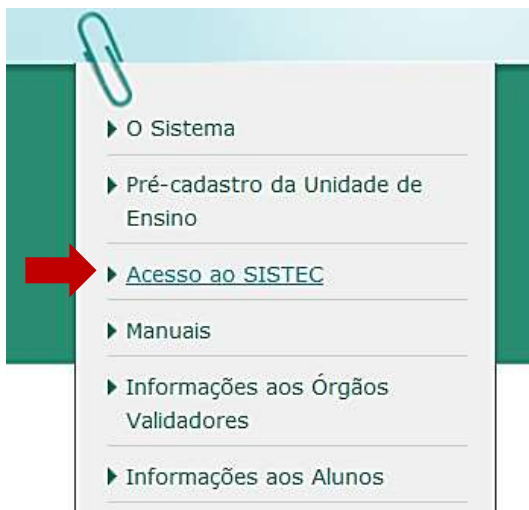 O Sistema
Pré-cadastro da Unidade de
Ensino
Acesso ao SISTEC
Manuais
Informações aos Órgãos
Validadores
Informações aos Alunos